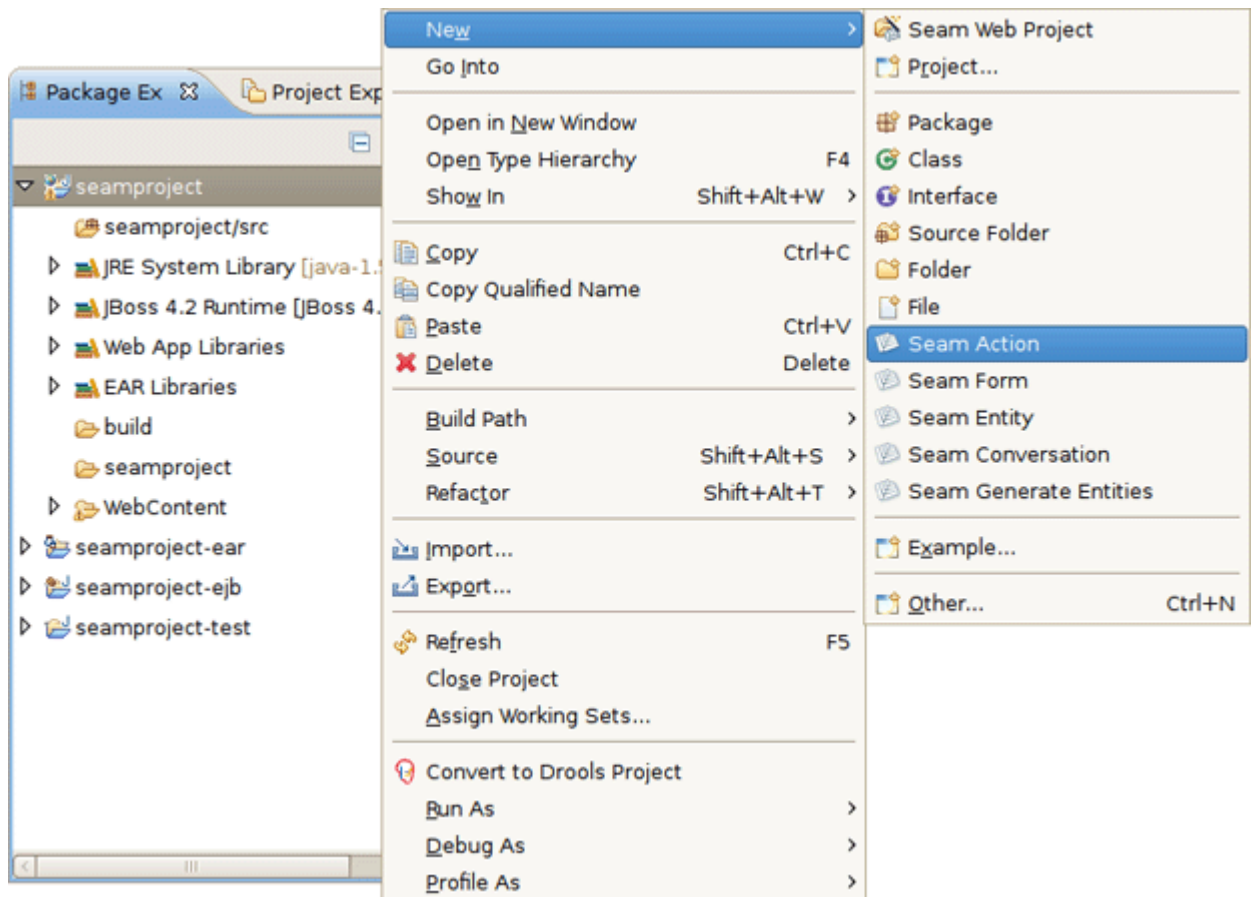 Package Ex
Project Exp
seamproject
seamproject/src
JRE System Library [java-1.5
JBoss 4.2 Runtime [JBoss 4.
Web App Libraries
EAR Libraries
build
seamproject
WebContent
seamproject-ear
seamproject-ejb
seamproject-test
New
Go Into
Open in New Window
Open Type Hierarchy F4
Show In Shift+Alt+W
Copy Ctrl+C
Copy Qualified Name
Paste Ctrl+V
Delete Delete
Build Path
Source Shift+Alt+S
Refactor Shift+Alt+T
Import...
Export...
Refresh F5
Close Project
Assign Working Sets...
Convert to Drools Project
Run As
Debug As
Profile As
Seam Web Project
Project...
Package
Class
Interface
Source Folder
Folder
File
Seam Action
Seam Form
Seam Entity
Seam Conversation
Seam Generate Entities
Example...
Other... Ctrl+N